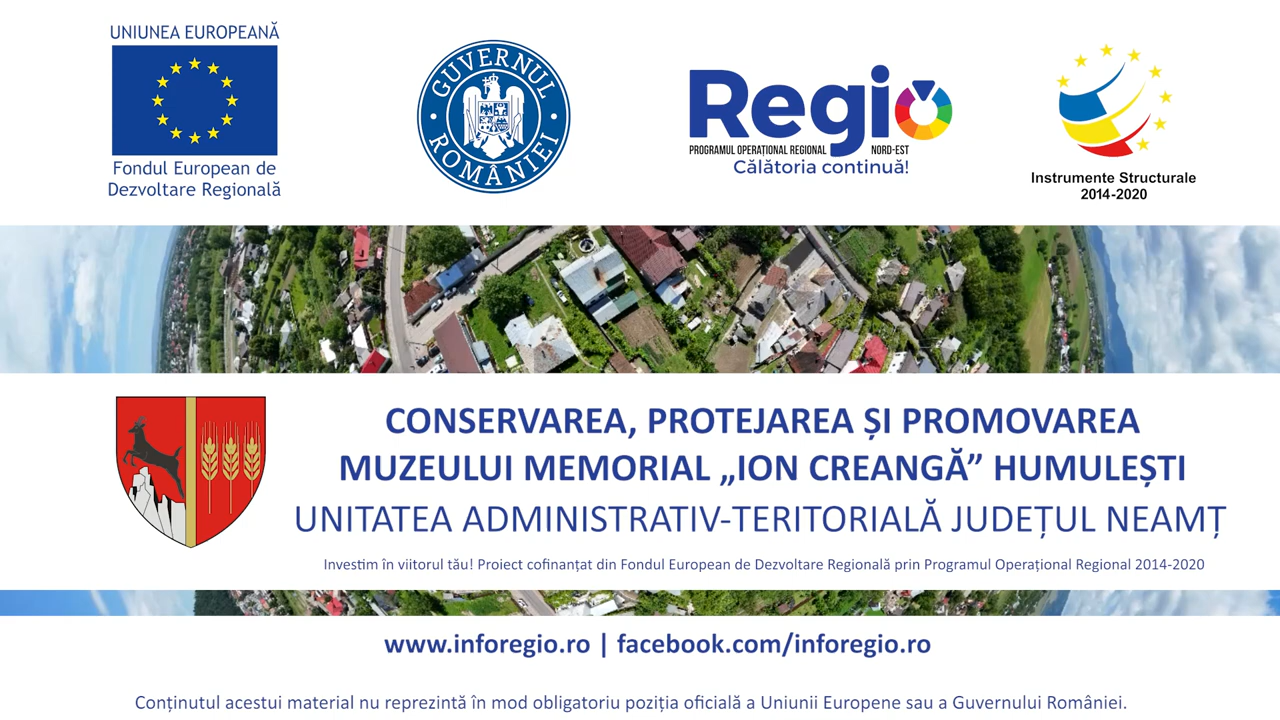 UNIUNEA EUROPEANĂ
Fondul European de
Dezvoltare Regională
GUVERNUL
ROMÂNIEI
Regio
PROGRAMUL OPERAȚIONAL REGIONAL NORD-EST
Călătoria continuă!
Instrumente Structurale
2014-2020
CONSERVAREA, PROTEJAREA ȘI PROMOVAREA
MUZEULUI MEMORIAL „ION CREANGĂ” HUMULEȘTI
UNITATEA ADMINISTRATIV-TERITORIALĂ JUDEȚUL NEAMȚ
Investim în viitorul tău! Proiect cofinanțat din Fondul European de Dezvoltare Regională prin Programul Operațional Regional 2014-2020
www.inforegio.ro | facebook.com/inforegio.ro
Conținutul acestui material nu reprezintă în mod obligatoriu poziția oficială a Uniunii Europene sau a Guvernului României.